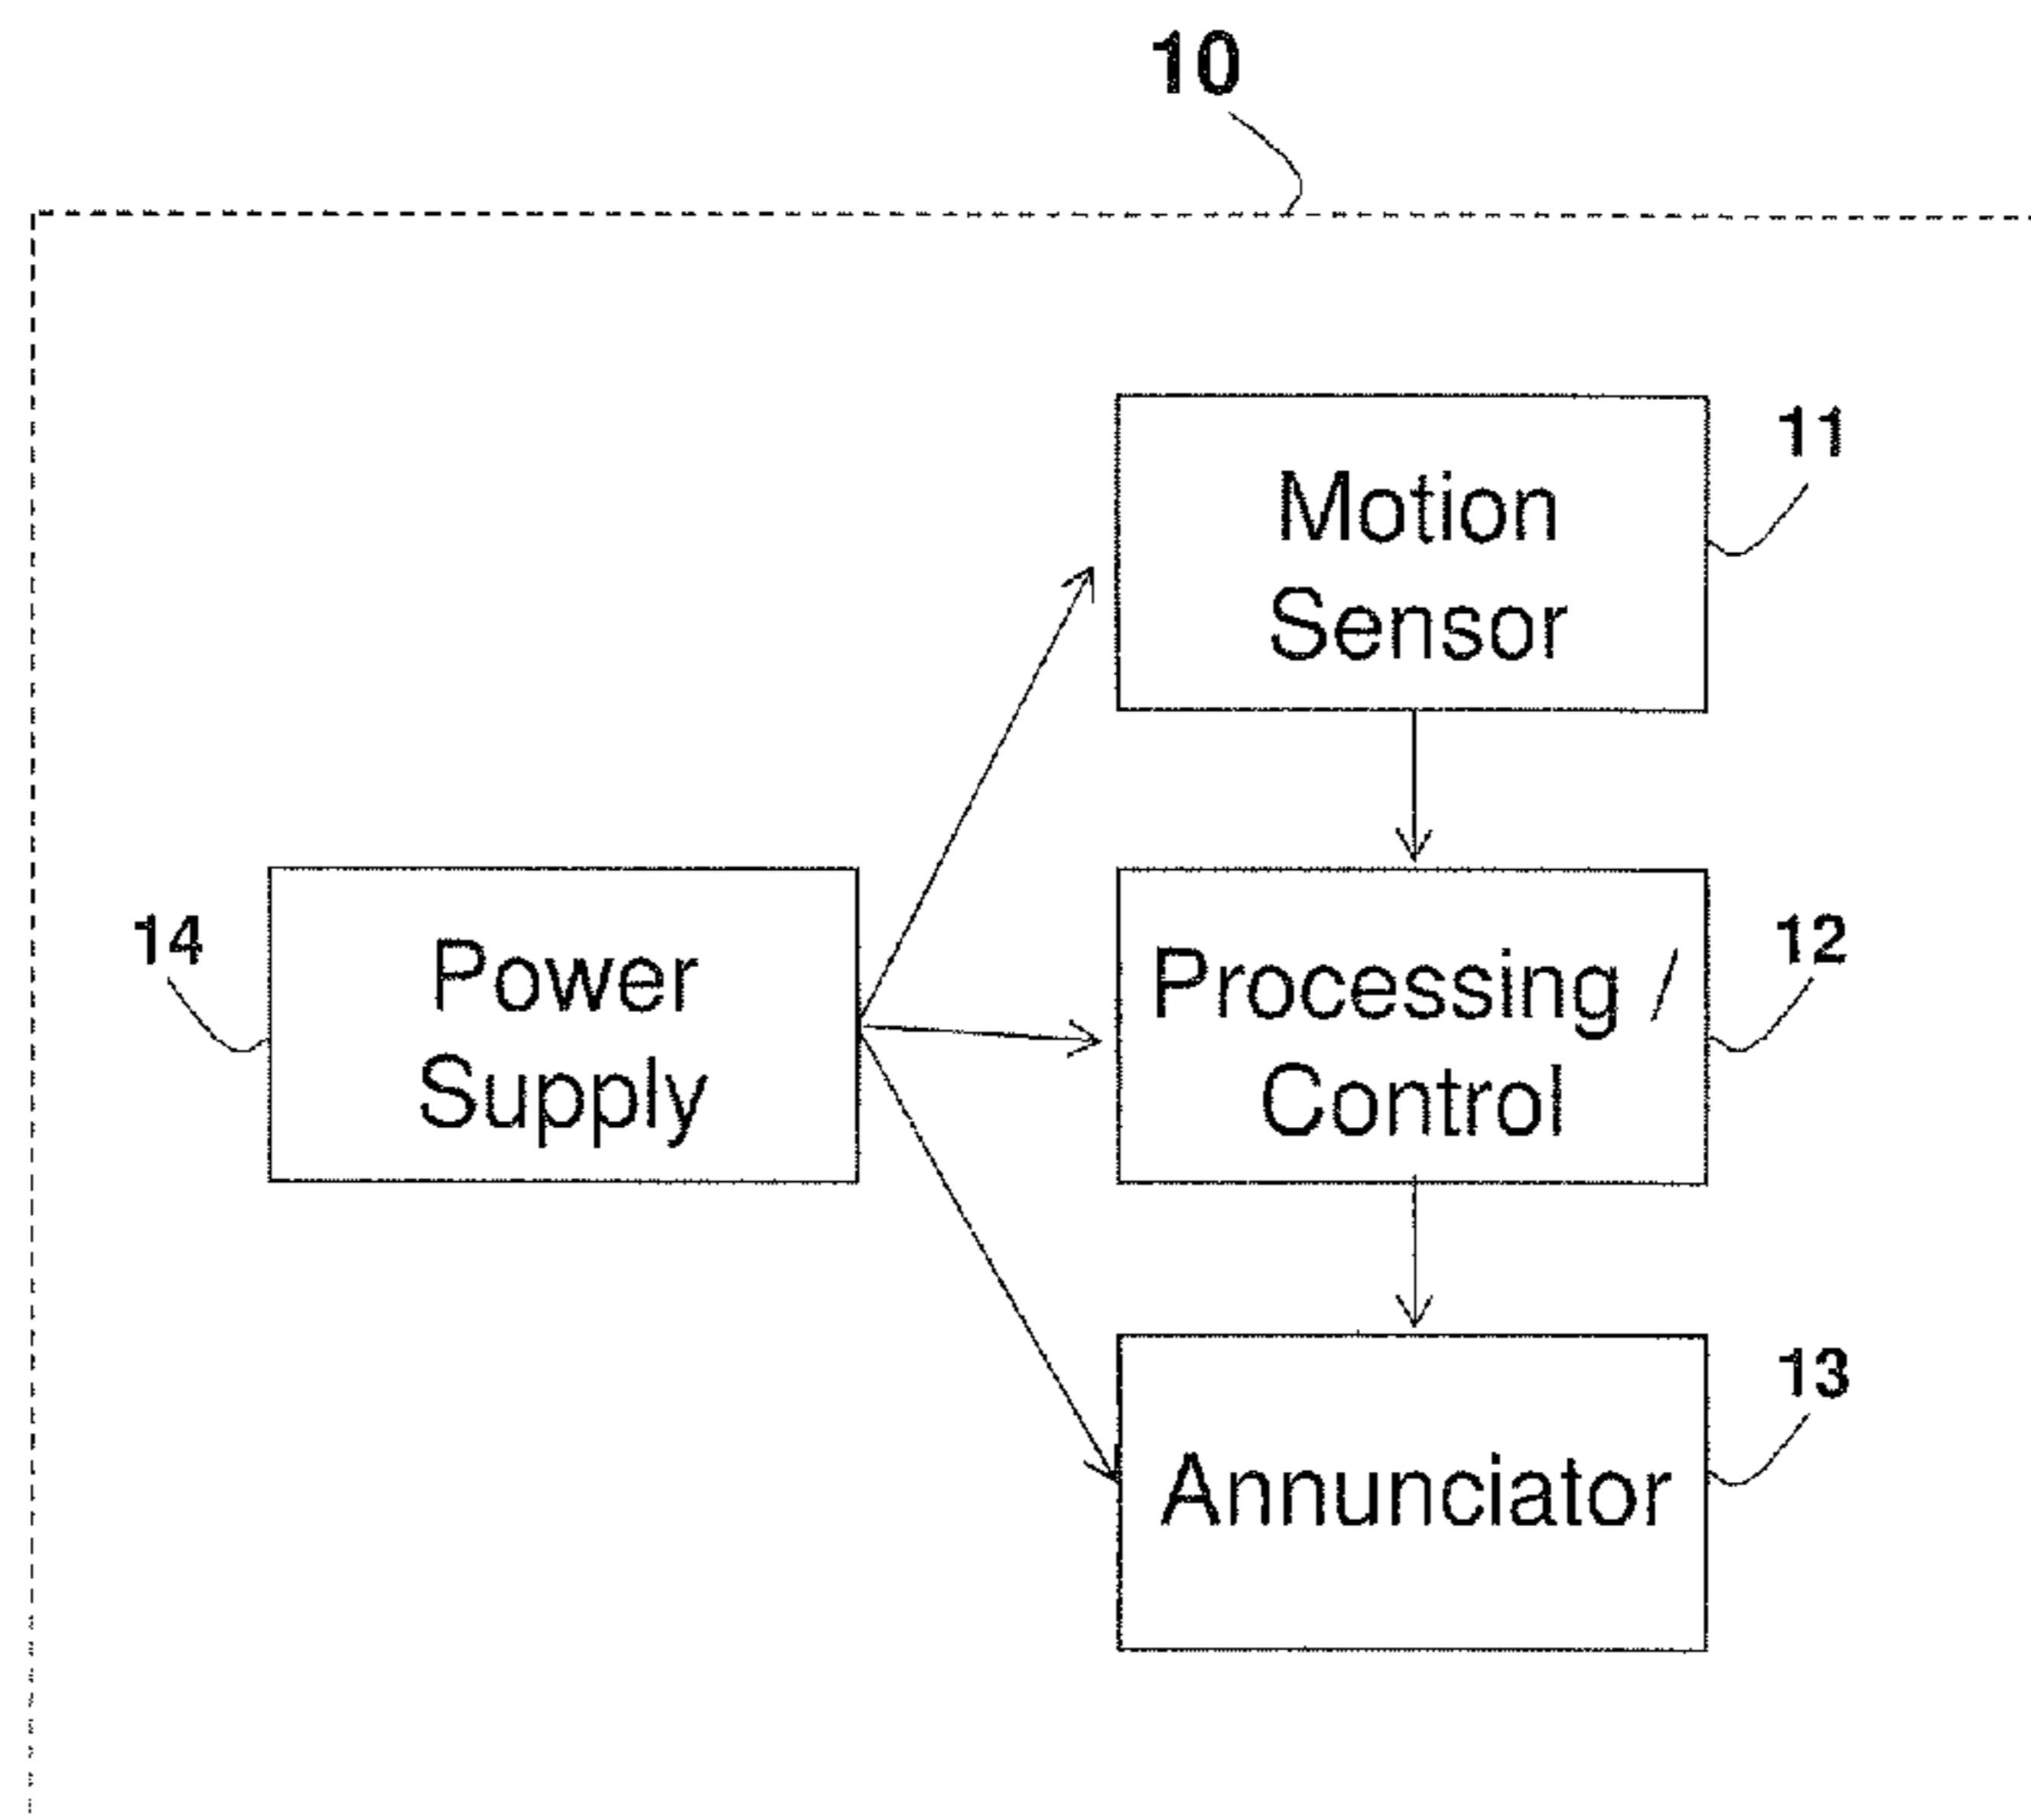 10
Motion
Sensor
11
Power
Supply
14
Processing /
Control
12
Annunciator
13